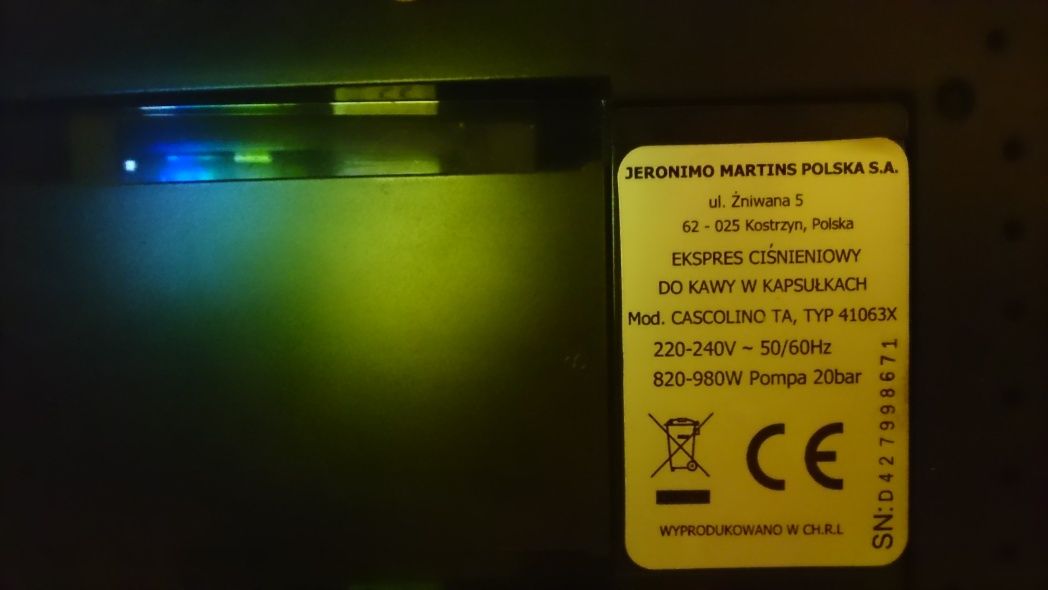 JERONIMO MARTINS POLSKA S.A.
ul. Żniwana 5
62 - 025 Kostrzyn, Polska
EKSPRES CIŚNIENIOWY
DO KAWY W KAPSUŁKACH
Mod. CASCOLINO TA, TYP 41063X
220-240V ~ 50/60Hz
820-980W Pompa 20bar
CE
WYPRODUKOWANO W CH.R.L
SN: D427998671